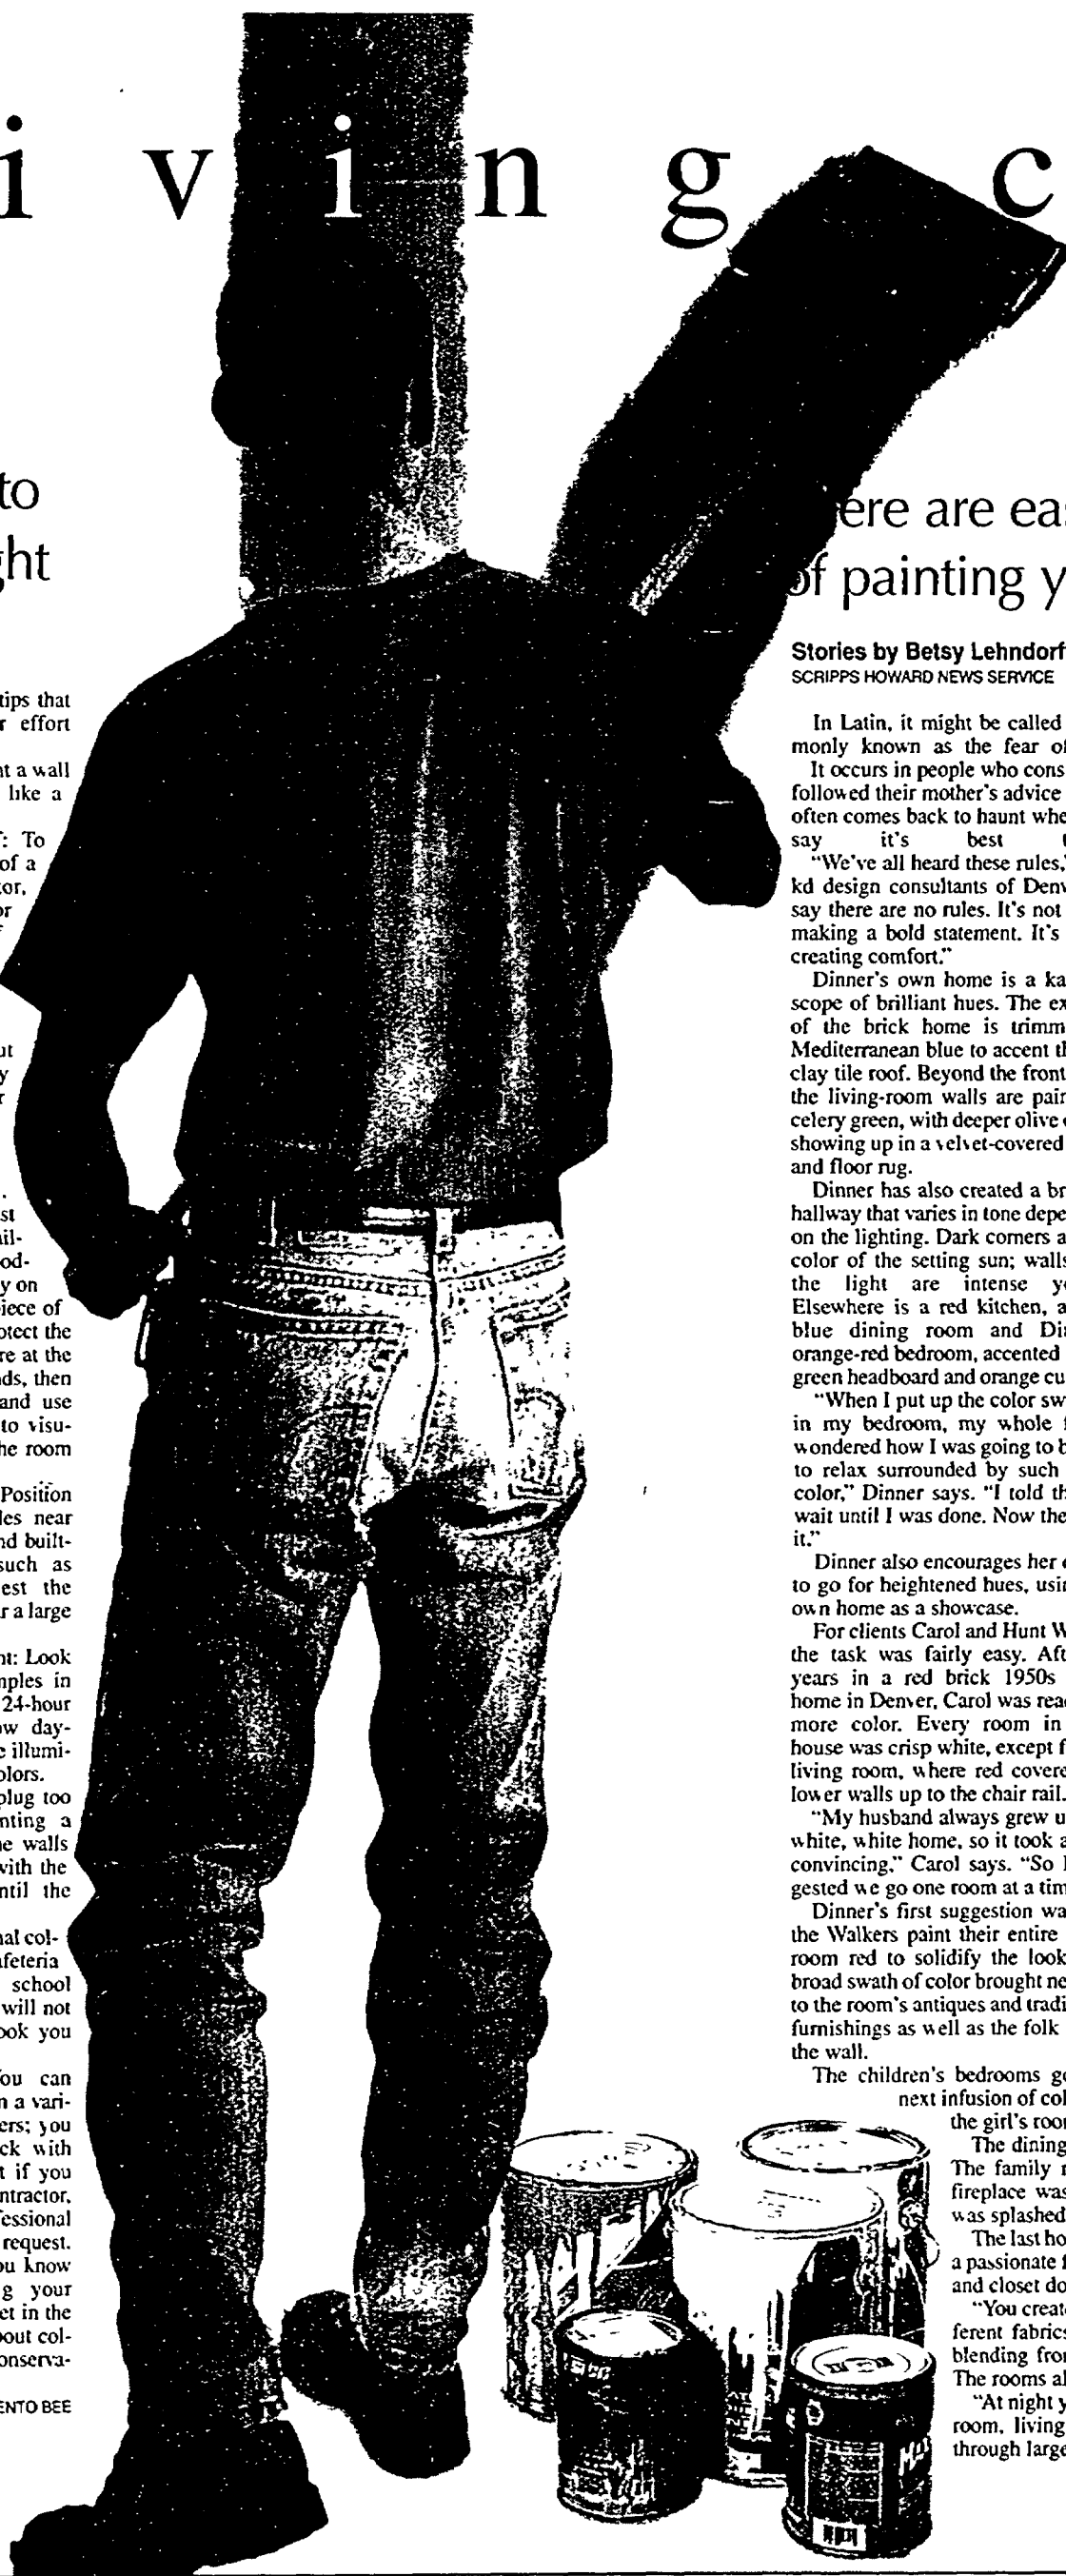 i v i n g c
to
ght
tips that
r effort
nt a wall
like a
: To
of a
tor,
or
ut
y
r
st
ail-
od-
y on
piece of
otect the
re at the
nds, then
and use
to visu-
he room
Position
les near
nd built-
such as
est the
r a large
nt: Look
mples in
24-hour
ow day-
e illumi-
olors.
plug too
nting a
ne walls
with the
ntil the
nal col-
afeteria
school
will not
ook you
ou can
n a vari-
ers; you
ck with
t if you
ntractor,
fessional
request.
ou know
g your
et in the
bout col-
onserva-
ENTO BEE
ere are eas
of painting y
Stories by Betsy Lehndorf
SCRIPPS HOWARD NEWS SERVICE
In Latin, it might be called
monly known as the fear of
It occurs in people who cons
followed their mother's advice
often comes back to haunt whe
say it's best t
"We've all heard these rules,"
kd design consultants of Denv
say there are no rules. It's not
making a bold statement. It's
creating comfort."
Dinner's own home is a ka
scope of brilliant hues. The ex
of the brick home is trimm
Mediterranean blue to accent th
clay tile roof. Beyond the front
the living-room walls are pair
celery green, with deeper olive c
showing up in a velvet-covered
and floor rug.
Dinner has also created a br
hallway that varies in tone depe
on the lighting. Dark corners a
color of the setting sun; walls
the light are intense ye
Elsewhere is a red kitchen, a
blue dining room and Din
orange-red bedroom, accented
green headboard and orange cu
"When I put up the color sw
in my bedroom, my whole f
wondered how I was going to b
to relax surrounded by such
color," Dinner says. "I told th
wait until I was done. Now the
it."
Dinner also encourages her c
to go for heightened hues, usin
own home as a showcase.
For clients Carol and Hunt W
the task was fairly easy. Aft
years in a red brick 1950s
home in Denver, Carol was read
more color. Every room in
house was crisp white, except f
living room, where red covere
lower walls up to the chair rail.
"My husband always grew u
white, white home, so it took a
convincing," Carol says. "So I
gested we go one room at a tim
Dinner's first suggestion wa
the Walkers paint their entire
room red to solidify the look
broad swath of color brought ne
to the room's antiques and tradi
furnishings as well as the folk
the wall.
The children's bedrooms go
next infusion of col
the girl's roor
The dining
The family r
fireplace was
was splashed
The last ho
a passionate f
and closet do
"You create
ferent fabrics
blending fron
The rooms al
"At night y
room, living
through large